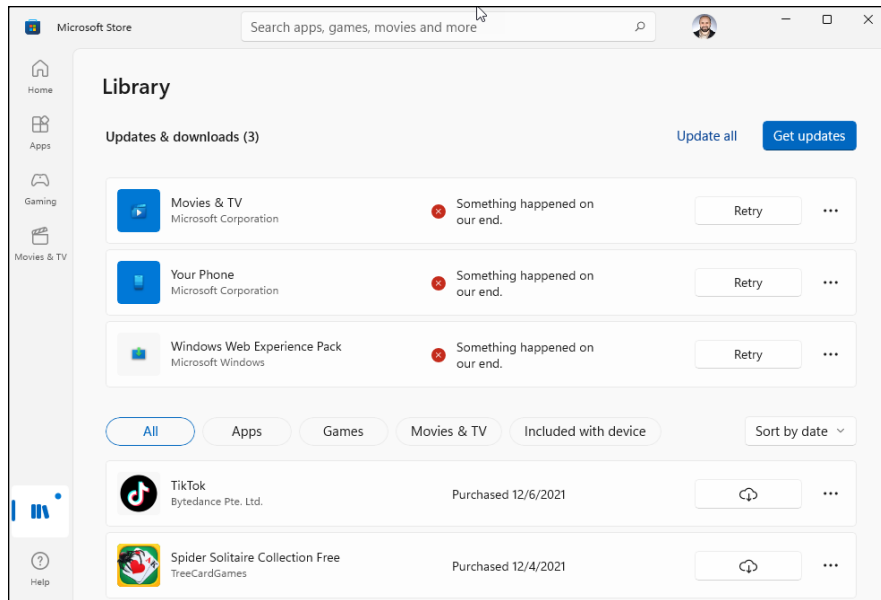 Microsoft Store
Search apps, games, movies and more
Home
Apps
Gaming
Movies & TV
Library
Updates & downloads (3)
Update all
Get updates
Movies & TV
Microsoft Corporation
Something happened on
our end.
Retry
Your Phone
Microsoft Corporation
Something happened on
our end.
Retry
Windows Web Experience Pack
Microsoft Windows
Something happened on
our end.
Retry
All
Apps
Games
Movies & TV
Included with device
Sort by date
TikTok
Bytedance Pte. Ltd.
Purchased 12/6/2021
Spider Solitaire Collection Free
TreeCardGames
Purchased 12/4/2021
Help